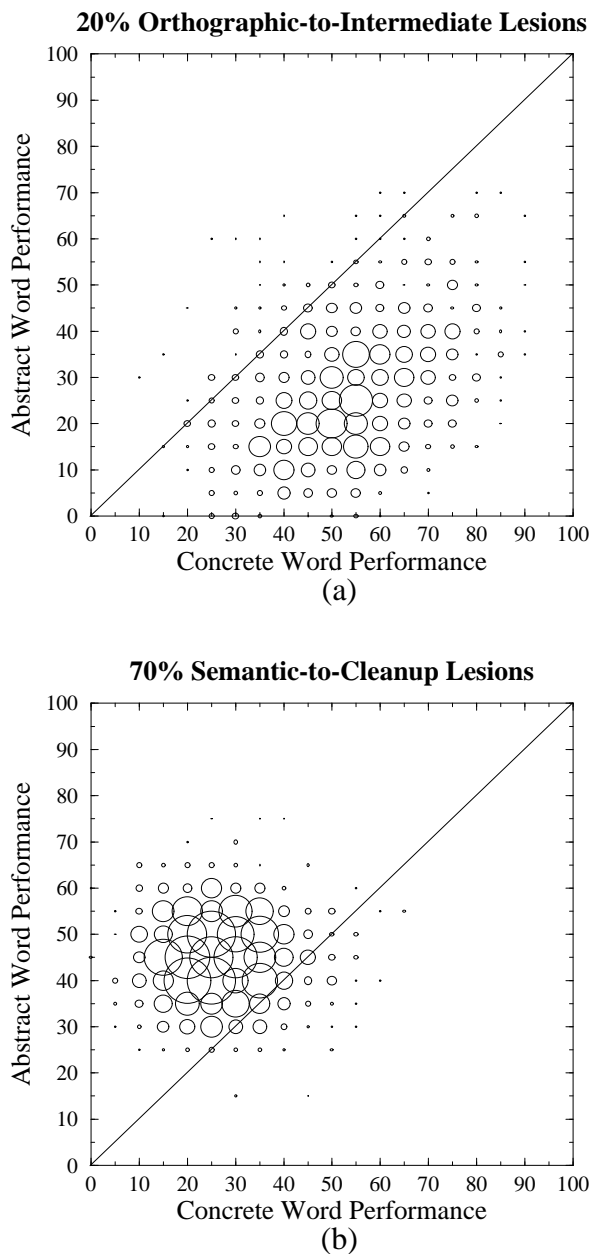 20% Orthographic-to-Intermediate Lesions
100
90
80
70
60
50
40
30
20
10
0
Abstract Word Performance
0 10 20 30 40 50 60 70 80 90 100
Concrete Word Performance
(a)
70% Semantic-to-Cleanup Lesions
100
90
80
70
60
50
40
30
20
10
0
Abstract Word Performance
0 10 20 30 40 50 60 70 80 90 100
Concrete Word Performance
(b)